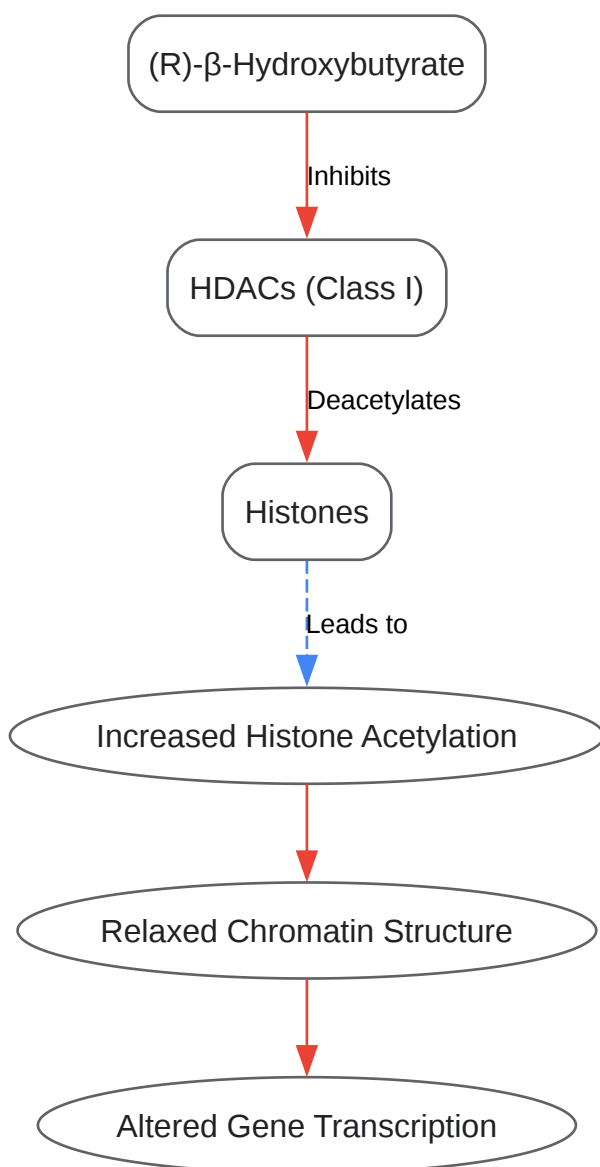 (R)-β-Hydroxybutyrate
Inhibits
HDACs (Class I)
Deacetylates
Histones
Leads to
Increased Histone Acetylation
Relaxed Chromatin Structure
Altered Gene Transcription